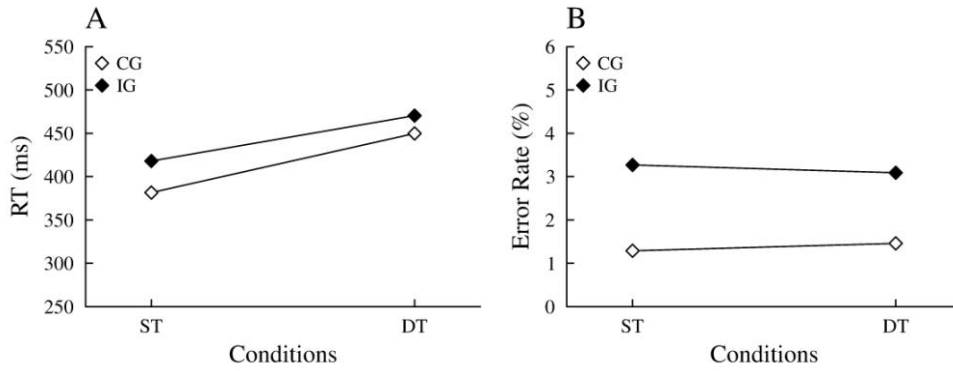 A
RT (ms)
550
500
450
400
350
300
250
CG
IG
ST
DT
Conditions
B
Error Rate (%)
6
5
4
3
2
1
0
CG
IG
ST
DT
Conditions